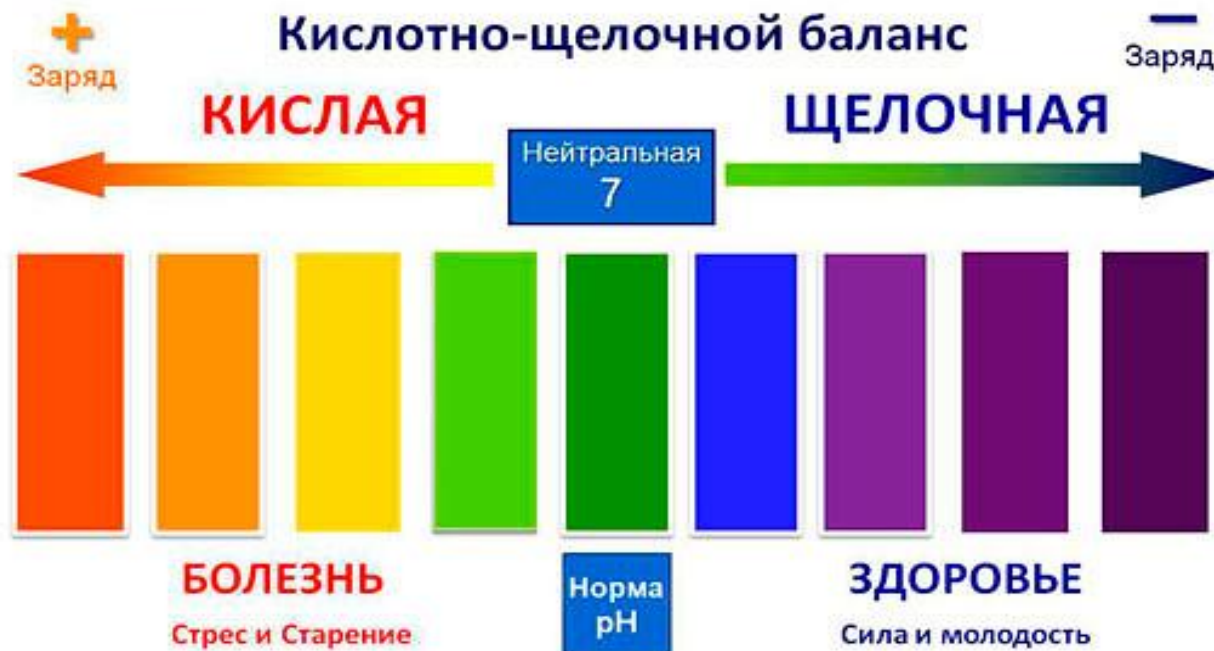 +
Заряд
Кислотно-щелочной баланс
−
Заряд
КИСЛАЯ
Нейтральная
7
ЩЕЛОЧНАЯ
БОЛЕЗНЬ
Стрес и Старение
Норма
pH
ЗДОРОВЬЕ
Сила и молодость